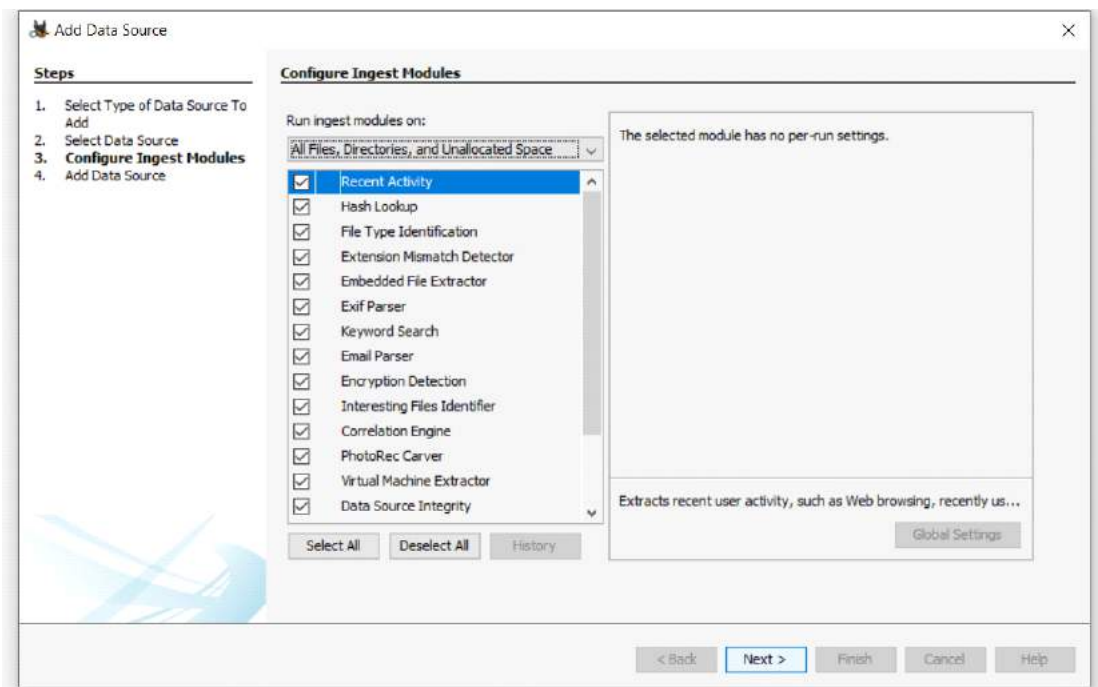 Add Data Source
Steps
1. Select Type of Data Source To
Add
2. Select Data Source
3. Configure Ingest Modules
4. Add Data Source
Configure Ingest Modules
Run ingest modules on:
All Files, Directories, and Unallocated Space
Recent Activity
Hash Lookup
File Type Identification
Extension Mismatch Detector
Embedded File Extractor
Exif Parser
Keyword Search
Email Parser
Encryption Detection
Interesting Files Identifier
Correlation Engine
PhotoRec Carver
Virtual Machine Extractor
Data Source Integrity
Select All Deselect All History
The selected module has no per-run settings.
Extracts recent user activity, such as Web browsing, recently us...
Global Settings
< Back Next > Finish Cancel Help